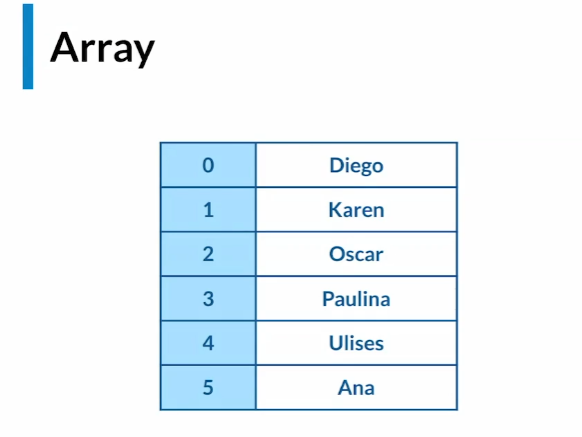 Array
0 Diego
1 Karen
2 Oscar
3 Paulina
4 Ulises
5 Ana